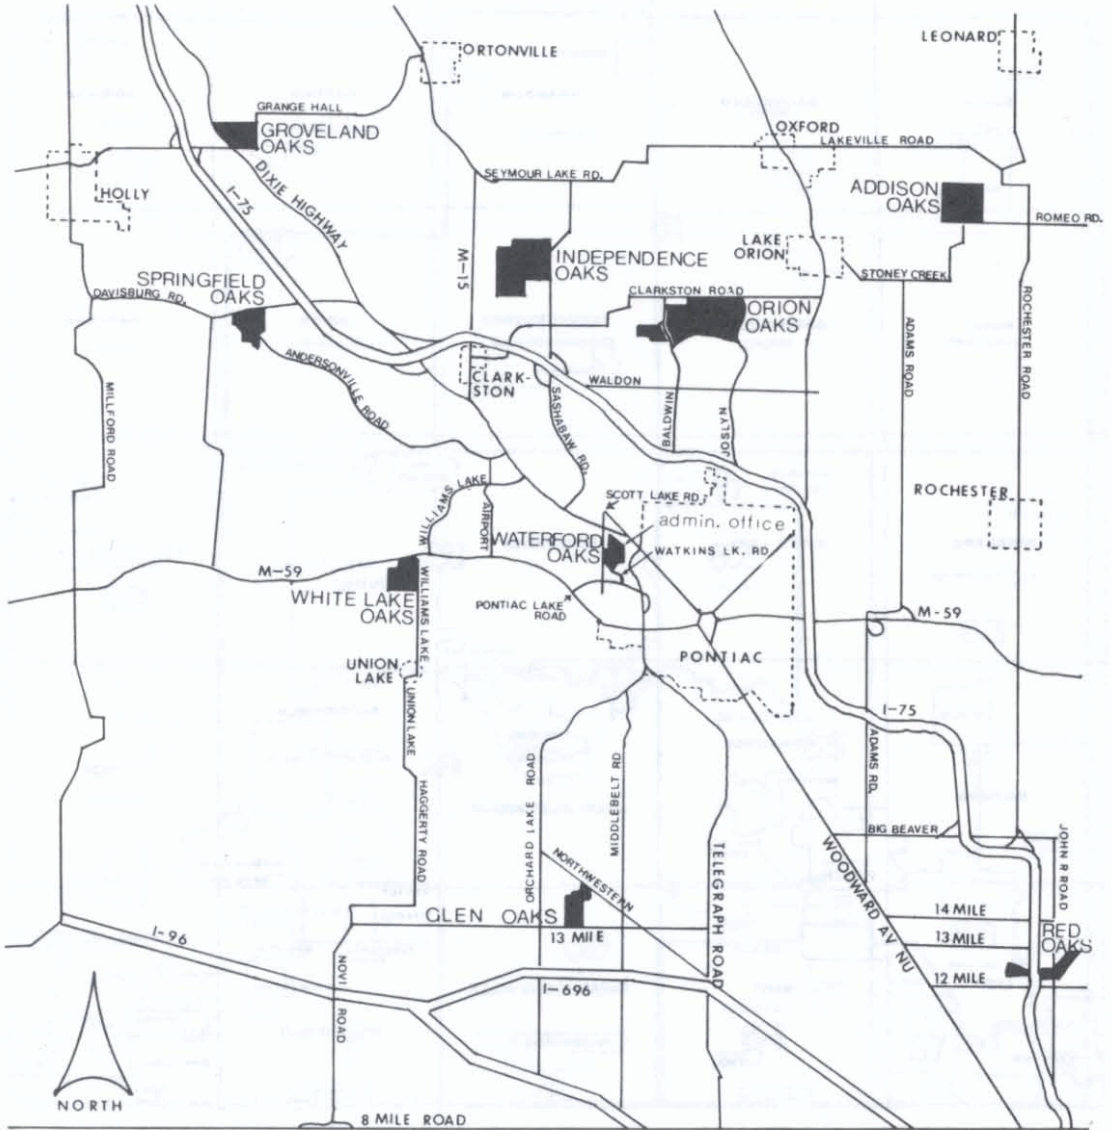 ORTONVILLE
LEONARD
GRANGE HALL
GROVELAND
OAKS
OXFORD
LAKEVILLE ROAD
DIXIE HIGHWAY
I-75
HOLLY
SEYMOUR LAKE RD.
ADDISON
OAKS
ROMEO RD.
M-15
INDEPENDENCE
OAKS
LAKE
ORION
STONEY CREEK
SPRINGFIELD
OAKS
DAVISBURG RD.
CLARKSTON ROAD
ORION
OAKS
ROCHESTER ROAD
ADAMS ROAD
ANDERSONVILLE ROAD
CLARK-
STON
WALDON
MILLFORD ROAD
SASHABAW RD.
BALDWIN
JOSLYN
WILLIAMS LAKE
AIRPORT
SCOTT LAKE RD.
ROCHESTER
admin. office
WATERFORD
OAKS
WATKINS LK. RD.
M-59
WHITE LAKE
OAKS
WILLIAMS LAKE
PONTIAC LAKE
ROAD
M-59
PONTIAC
UNION
LAKE
UNION LAKE
I-75
ADAMS RD.
HAGGERTY ROAD
ORCHARD LAKE ROAD
MIDDLEBELT RD
BIG BEAVER
JOHN R ROAD
NORTHWESTERN
TELEGRAPH ROAD
WOODWARD AV NU
GLEN OAKS
13 MILE
14 MILE
13 MILE
12 MILE
RED
OAKS
I-96
NOVI ROAD
I-696
NORTH
8 MILE ROAD